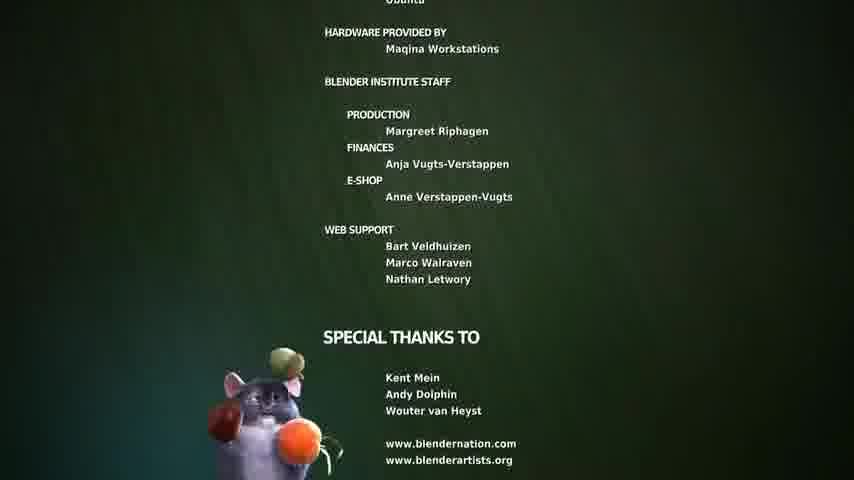 Ubuntu
HARDWARE PROVIDED BY
Maqina Workstations
BLENDER INSTITUTE STAFF
PRODUCTION
Margreet Riphagen
FINANCES
Anja Vugts-Verstappen
E-SHOP
Anne Verstappen-Vugts
WEB SUPPORT
Bart Veldhuizen
Marco Walraven
Nathan Letwory
SPECIAL THANKS TO
Kent Mein
Andy Dolphin
Wouter van Heyst
www.blendernation.com
www.blenderartists.org